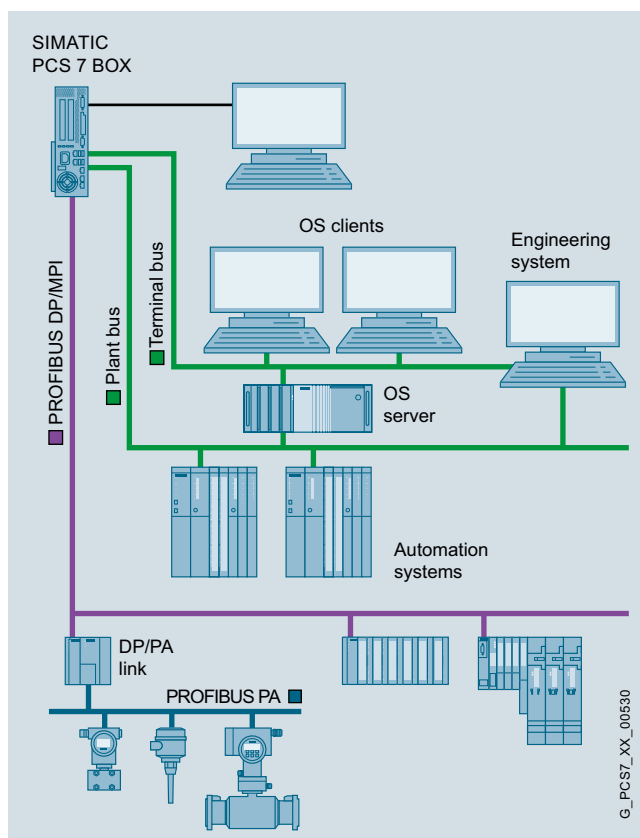 SIMATIC
PCS 7 BOX
OS clients
Engineering
system
PROFIBUS DP/MPI
Plant bus
Terminal bus
OS
server
Automation
systems
DP/PA
link
PROFIBUS PA
G_PCS7_XX_00530